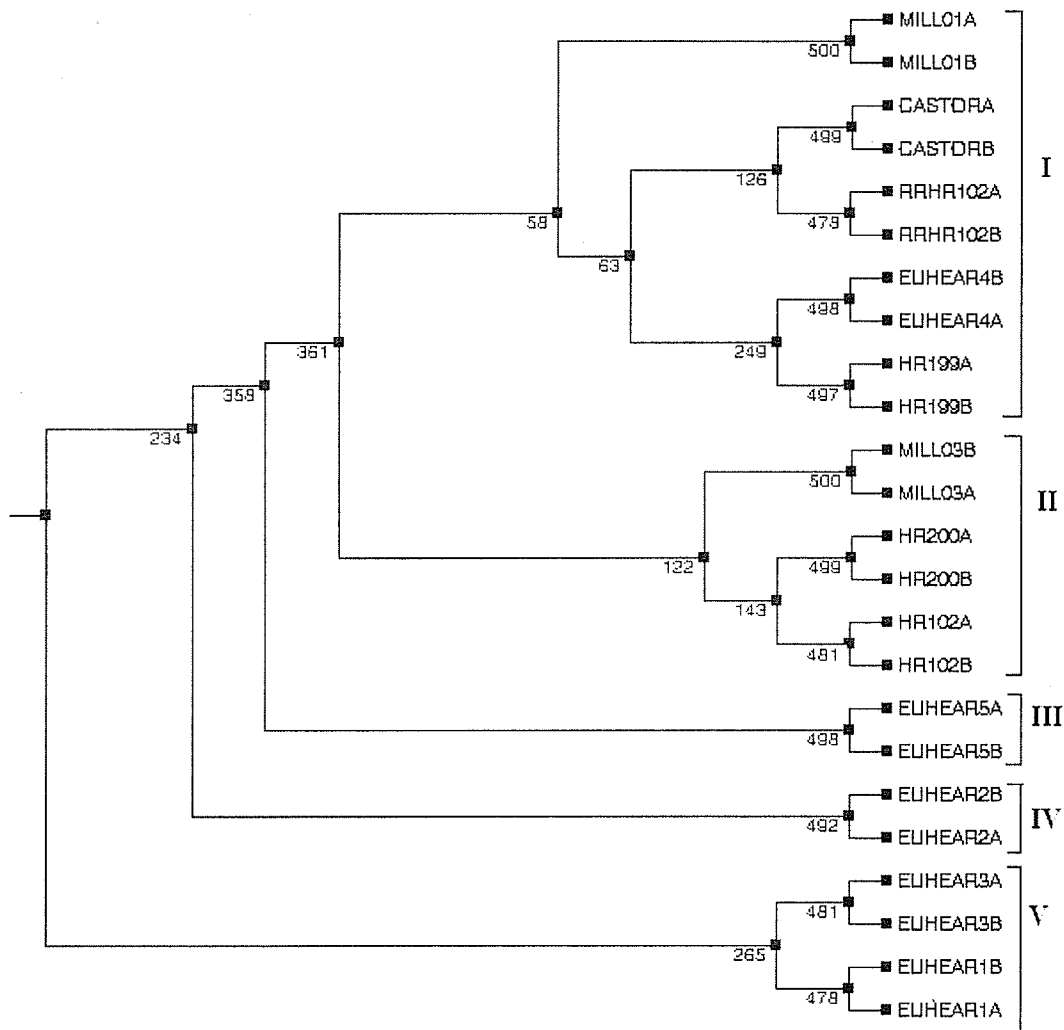 MILL01A
500
MILL01B
CASTORA
499
CASTORB
I
126
RRHR102A
58
479
RRHR102B
63
EUHEAR4B
498
EUHEAR4A
361
249
HR199A
359
497
HR199B
234
MILL03B
500
MILL03A
II
HR200A
122
499
HR200B
143
HR102A
481
HR102B
EUHEAR5A
III
498
EUHEAR5B
EUHEAR2B
IV
492
EUHEAR2A
EUHEAR3A
481
V
EUHEAR3B
265
EUHEAR1B
479
EUHEAR1A